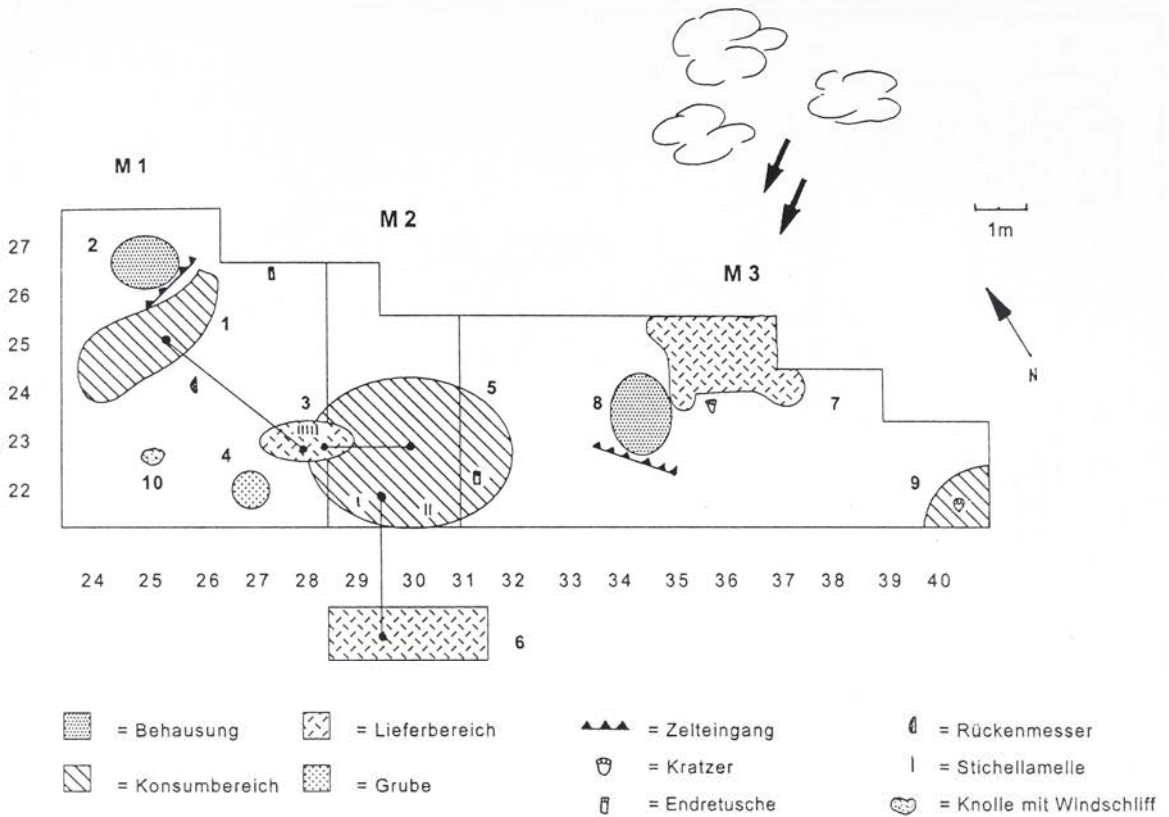 M 1
M 2
M 3
1m
N
27
26
25
24
23
22
2
1
3
4
10
5
8
7
9
24 25 26 27 28 29 30 31 32 33 34 35 36 37 38 39 40
6
= Behausung
= Lieferbereich
= Zelteingang
= Rückenmesser
= Konsumbereich
= Grube
= Kratzer
= Stichellamelle
= Endretusche
= Knolle mit Windschliff